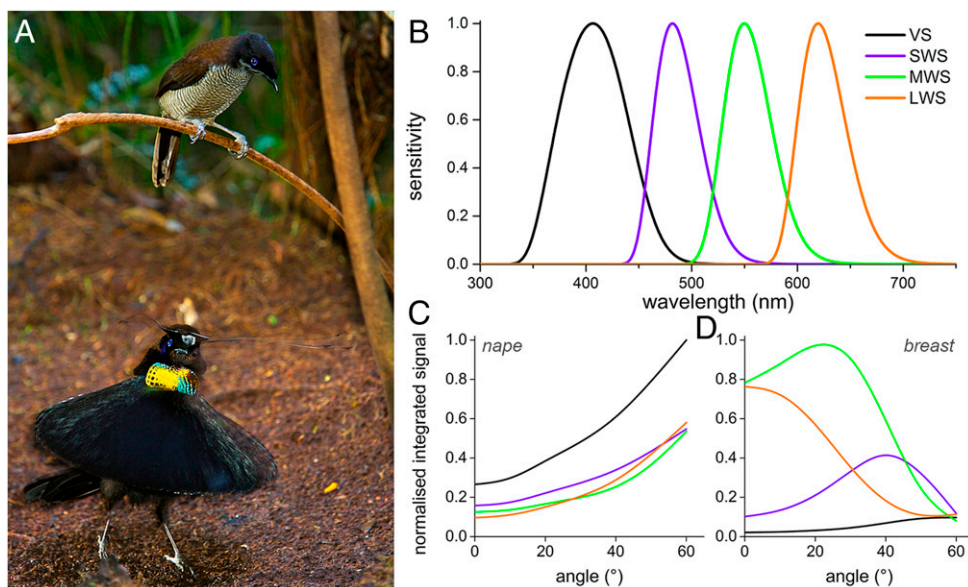 A
B
VS
SWS
MWS
LWS
sensitivity
1.0
0.8
0.6
0.4
0.2
0.0
300 400 500 600 700
wavelength (nm)
C
nape
normalised integrated signal
1.0
0.8
0.6
0.4
0.2
0.0
0 20 40 60
angle (°)
D
breast
1.0
0.8
0.6
0.4
0.2
0.0
0 20 40 60
angle (°)